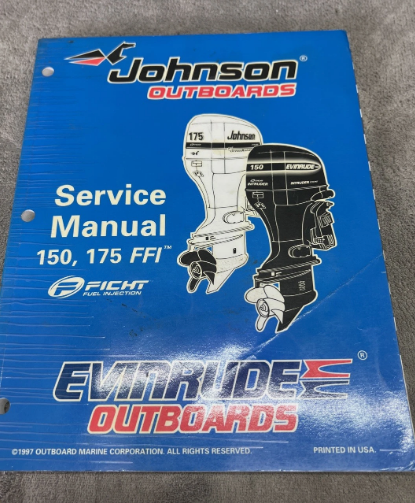 Johnson®
OUTBOARDS
175 Johnson
150 EVINRUDE
Service
Manual
150, 175 FFI™
FICHT
FUEL INJECTION
EVINRUDE®
OUTBOARDS
©1997 OUTBOARD MARINE CORPORATION. ALL RIGHTS RESERVED. PRINTED IN USA.